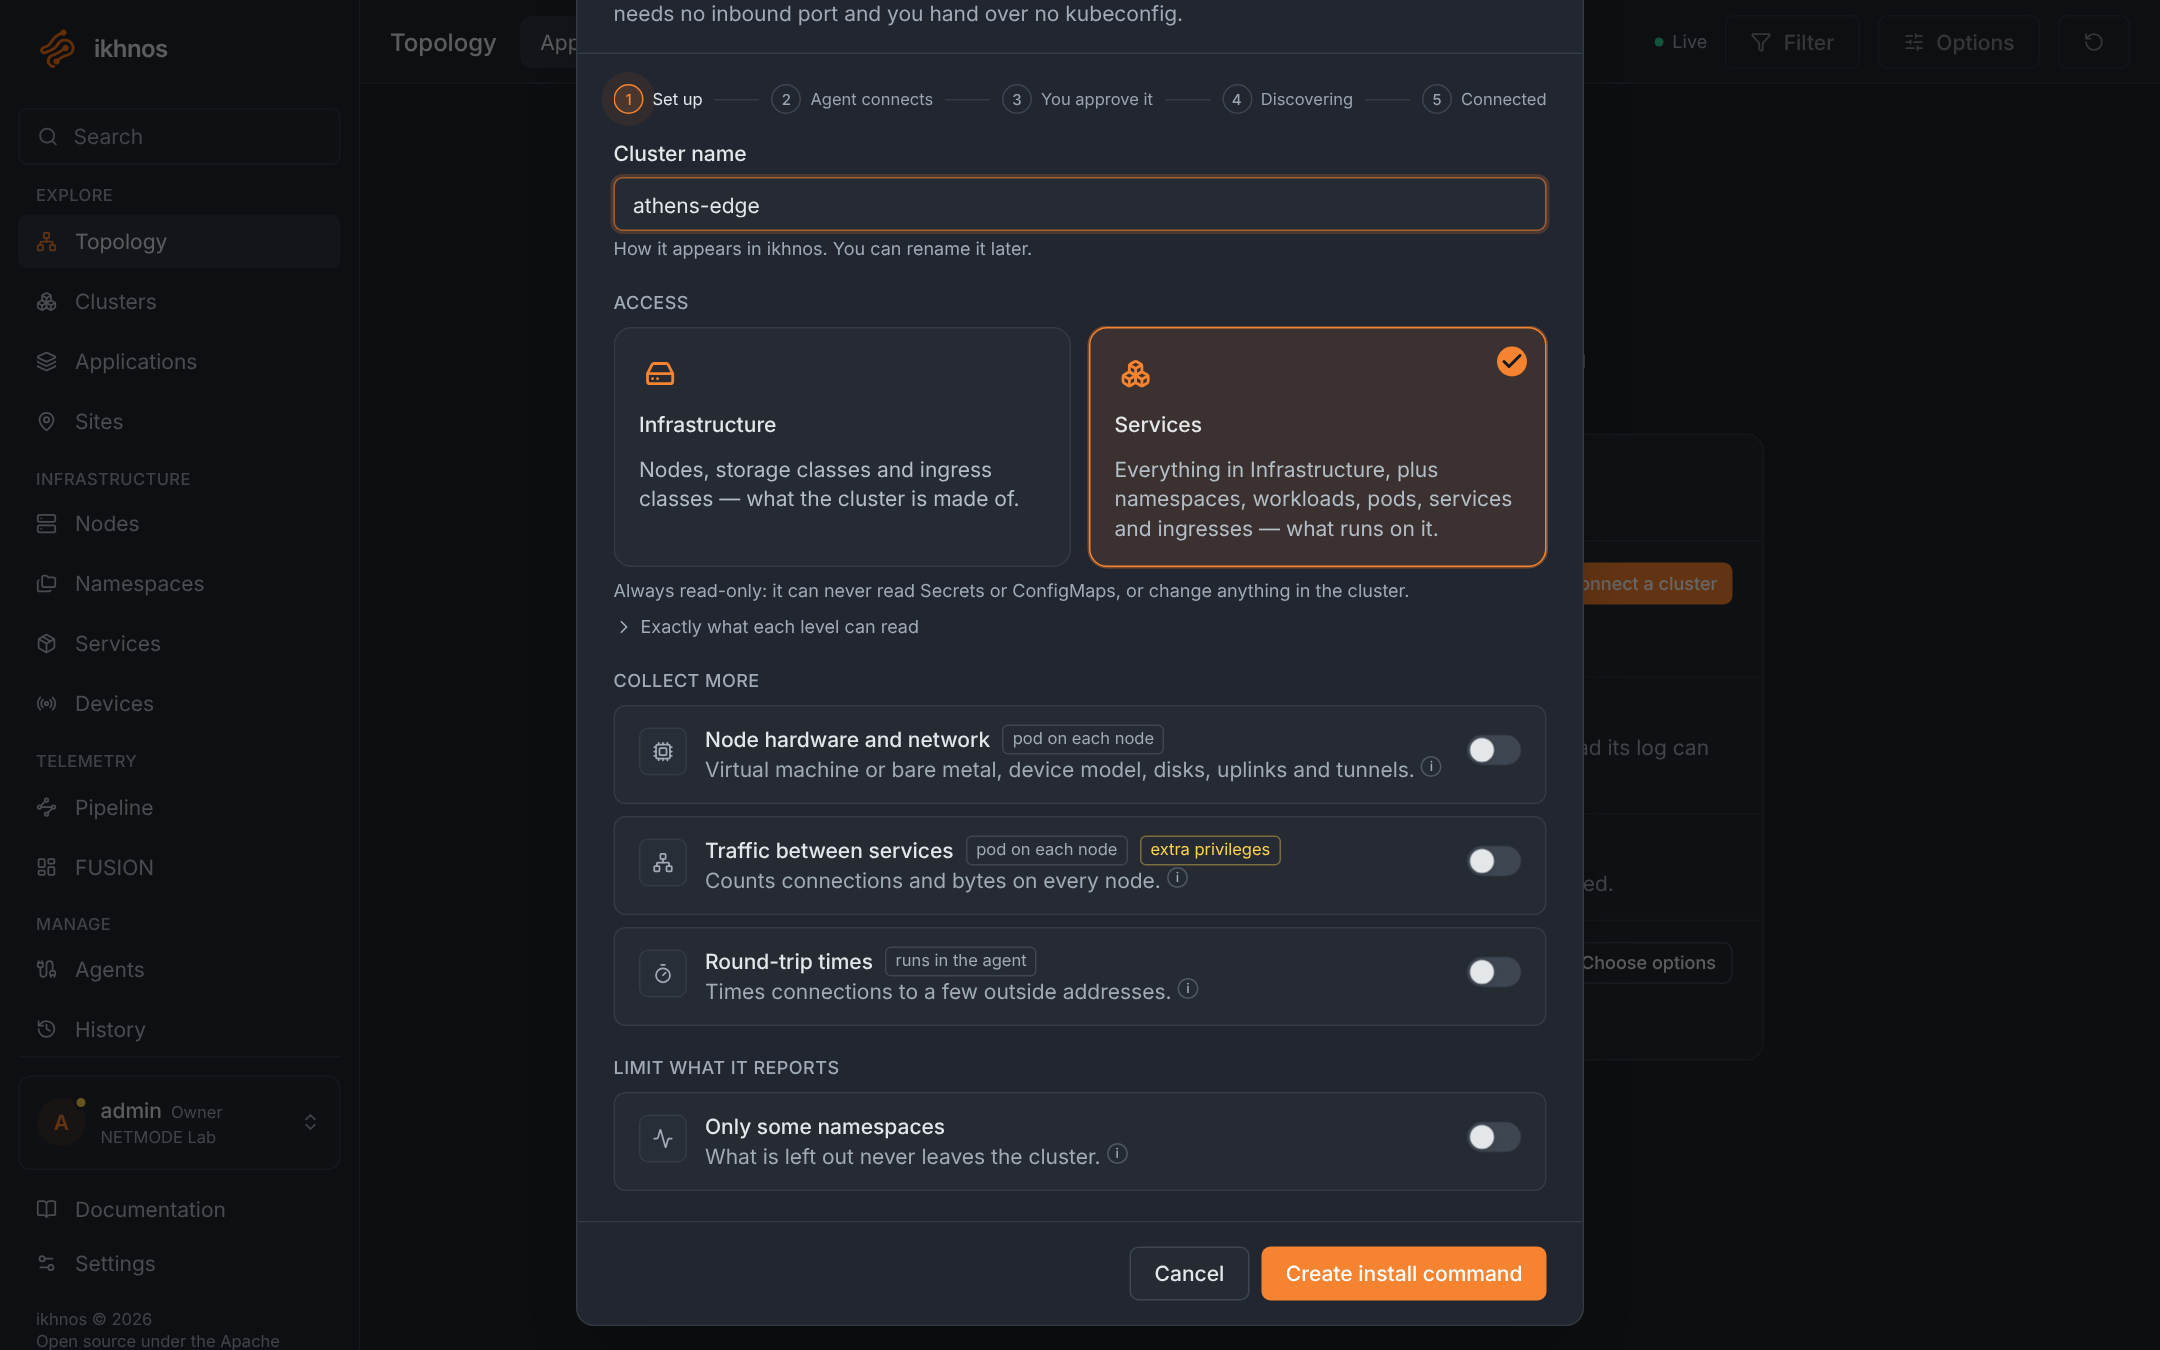 ikhnos
Search
EXPLORE
Topology
Clusters
Applications
Sites
INFRASTRUCTURE
Nodes
Namespaces
Services
Devices
TELEMETRY
Pipeline
FUSION
MANAGE
Agents
History
A
admin Owner
NETMODE Lab
Documentation
Settings
ikhnos © 2026
Open source under the Apache
Topology
Live
Filter
Options
needs no inbound port and you hand over no kubeconfig.
1 Set up
2 Agent connects
3 You approve it
4 Discovering
5 Connected
Cluster name
athens-edge
How it appears in ikhnos. You can rename it later.
ACCESS
Infrastructure
Nodes, storage classes and ingress
classes — what the cluster is made of.
Services
Everything in Infrastructure, plus
namespaces, workloads, pods, services
and ingresses — what runs on it.
Always read-only: it can never read Secrets or ConfigMaps, or change anything in the cluster.
Exactly what each level can read
COLLECT MORE
Node hardware and network pod on each node
Virtual machine or bare metal, device model, disks, uplinks and tunnels.
Traffic between services pod on each node extra privileges
Counts connections and bytes on every node.
Round-trip times runs in the agent
Times connections to a few outside addresses.
LIMIT WHAT IT REPORTS
Only some namespaces
What is left out never leaves the cluster.
Cancel
Create install command
a cluster
its log can
Choose options